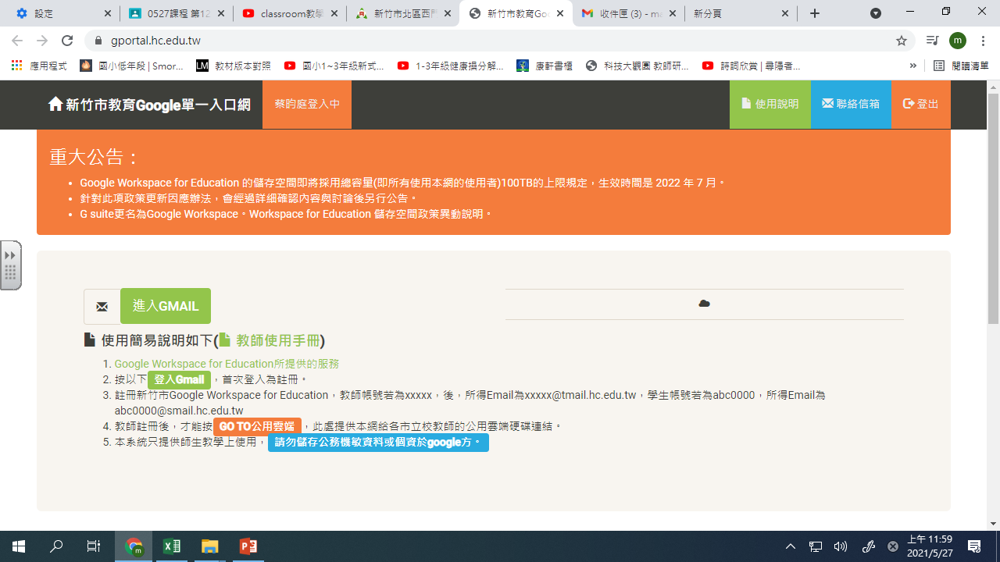 設定
0527課程 第12
classroom教學
新竹市北區西門
新竹市教育Goo
收件匣 (3) - ma
新分頁
gportal.hc.edu.tw
m
應用程式
國小低年段 | Smor...
LM 教材版本對照
國小1~3年級新式...
1-3年級健康操分解...
康軒書櫃
科技大觀園 教師研...
詩詞欣賞 | 尋隱者...
»
閱讀清單
新竹市教育Google單一入口網
蔡昀庭登入中
使用說明
聯絡信箱
登出
重大公告：
Google Workspace for Education 的儲存空間即將採用總容量(即所有使用本網的使用者)100TB的上限規定，生效時間是 2022 年 7 月。
針對此項政策更新因應辦法，會經過詳細確認內容與討論後另行公告。
G suite更名為Google Workspace。Workspace for Education 儲存空間政策異動說明。
進入GMAIL
使用簡易說明如下( 教師使用手冊)
1. Google Workspace for Education所提供的服務
2. 按以下 登入Gmail ，首次登入為註冊。
3. 註冊新竹市Google Workspace for Education，教師帳號若為xxxxx，後，所得Email為xxxxx@tmail.hc.edu.tw，學生帳號若為abc0000，所得Email為
abc0000@smail.hc.edu.tw
4. 教師註冊後，才能按 GO TO公用雲端 ，此處提供本網給各市立校教師的公用雲端硬碟連結。
5. 本系統只提供師生教學上使用， 請勿儲存公務機敏資料或個資於google方。
m
上午 11:59
2021/5/27